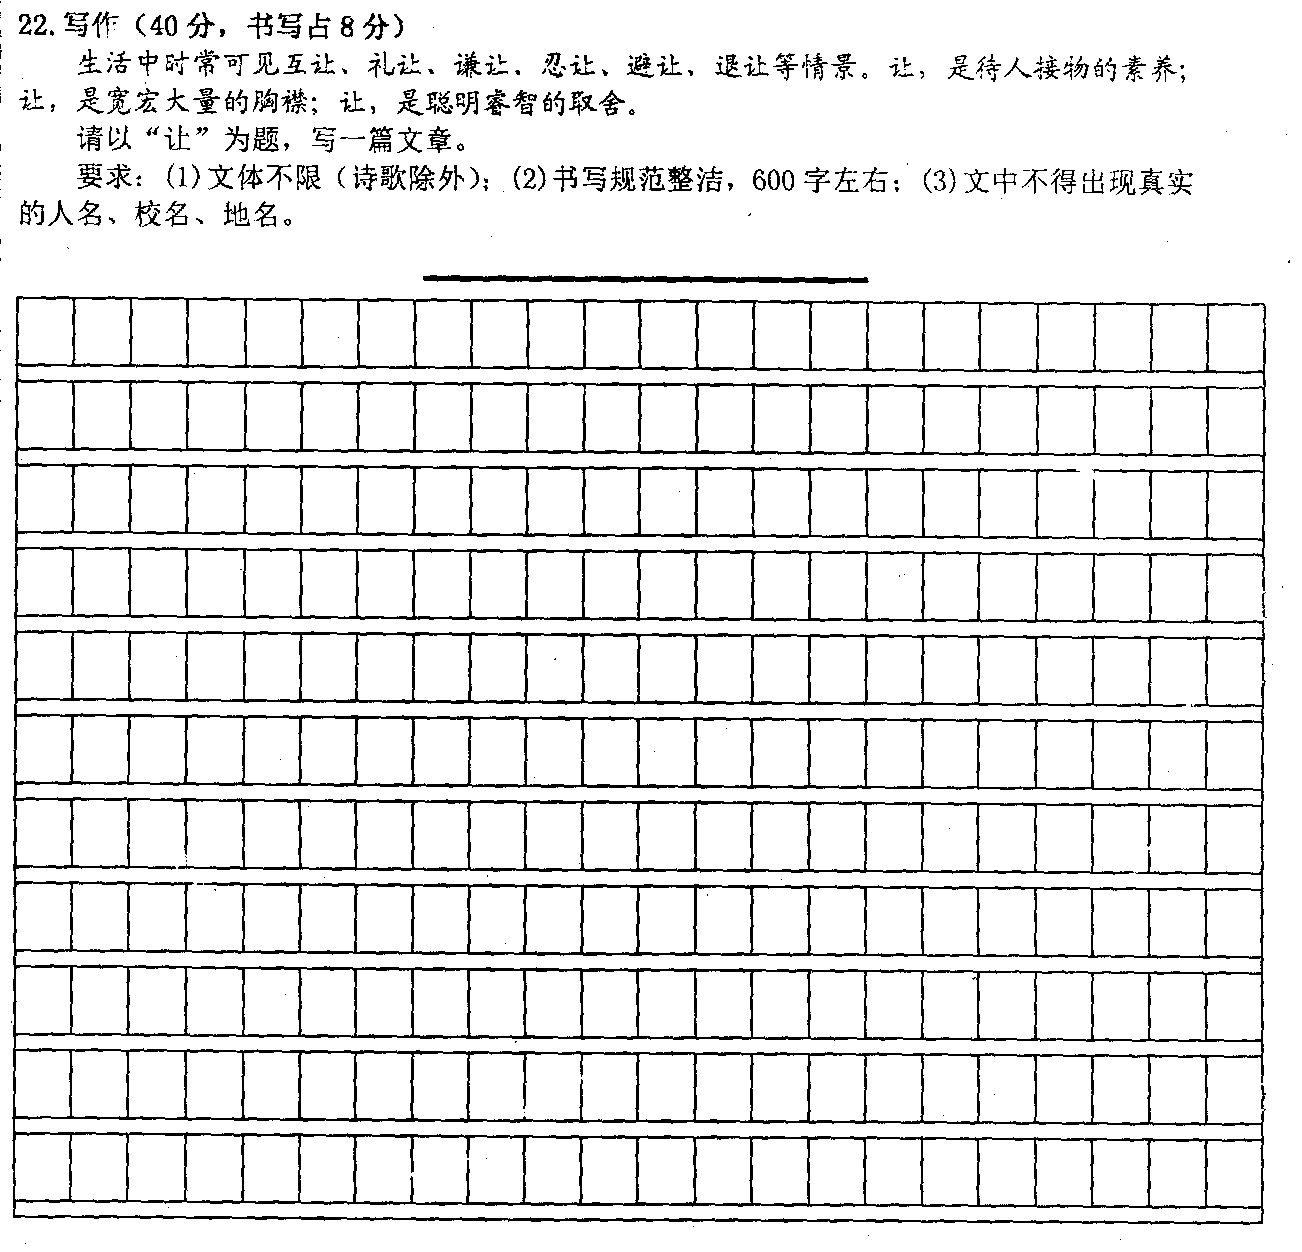 22.写作（40分，书写占8分）
生活中时常可见互让、礼让、谦让、忍让、避让、退让等情景。让，是待人接物的素养；
让，是宽宏大量的胸襟；让，是聪明睿智的取舍。
请以“让”为题，写一篇文章。
要求：(1)文体不限（诗歌除外）；(2)书写规范整洁，600字左右；(3)文中不得出现真实
的人名、校名、地名。